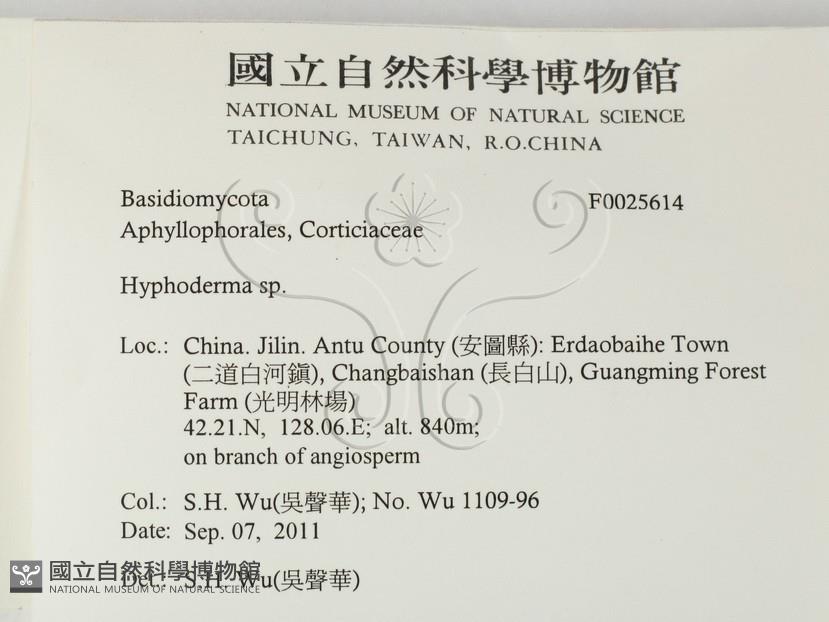 國立自然科學博物館
NATIONAL MUSEUM OF NATURAL SCIENCE
TAICHUNG, TAIWAN, R.O.CHINA
Basidiomycota F0025614
Aphyllophorales, Corticiaceae
Hyphoderma sp.
Loc.: China. Jilin. Antu County (安圖縣): Erdaobaihe Town
(二道白河鎭), Changbaishan (長白山), Guangming Forest
Farm (光明林場)
42.21.N, 128.06.E; alt. 840m;
on branch of angiosperm
Col.: S.H. Wu(吳聲華); No. Wu 1109-96
Date: Sep. 07, 2011
Det.: S.H. Wu(吳聲華)
國立自然科學博物館
NATIONAL MUSEUM OF NATURAL SCIENCE